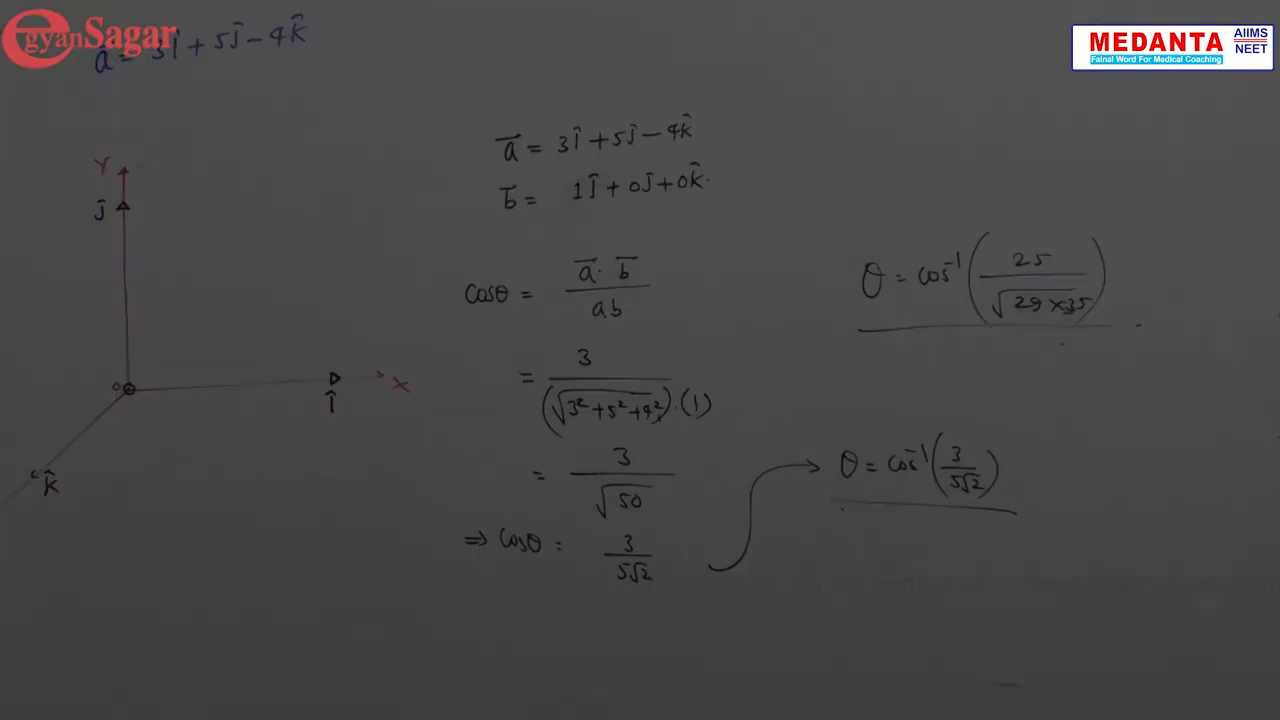 egyanSagar
a̅ = 3î + 5ĵ − 4k̂
MEDANTA AIIMS NEET
Fainal Word For Medical Coaching
Y
ĵ
O
X
î
k̂
a̅ = 3î + 5ĵ − 4k̂
b̅ = 1î + 0ĵ + 0k̂.
cosθ = a̅ · b̅ / ab
= 3 / (√3² + 5² + 4²) · (1)
= 3 / √50
⇒ cosθ = 3 / 5√2
θ = cos⁻¹ (25 / √29×35)
θ = cos⁻¹ (3 / 5√2)